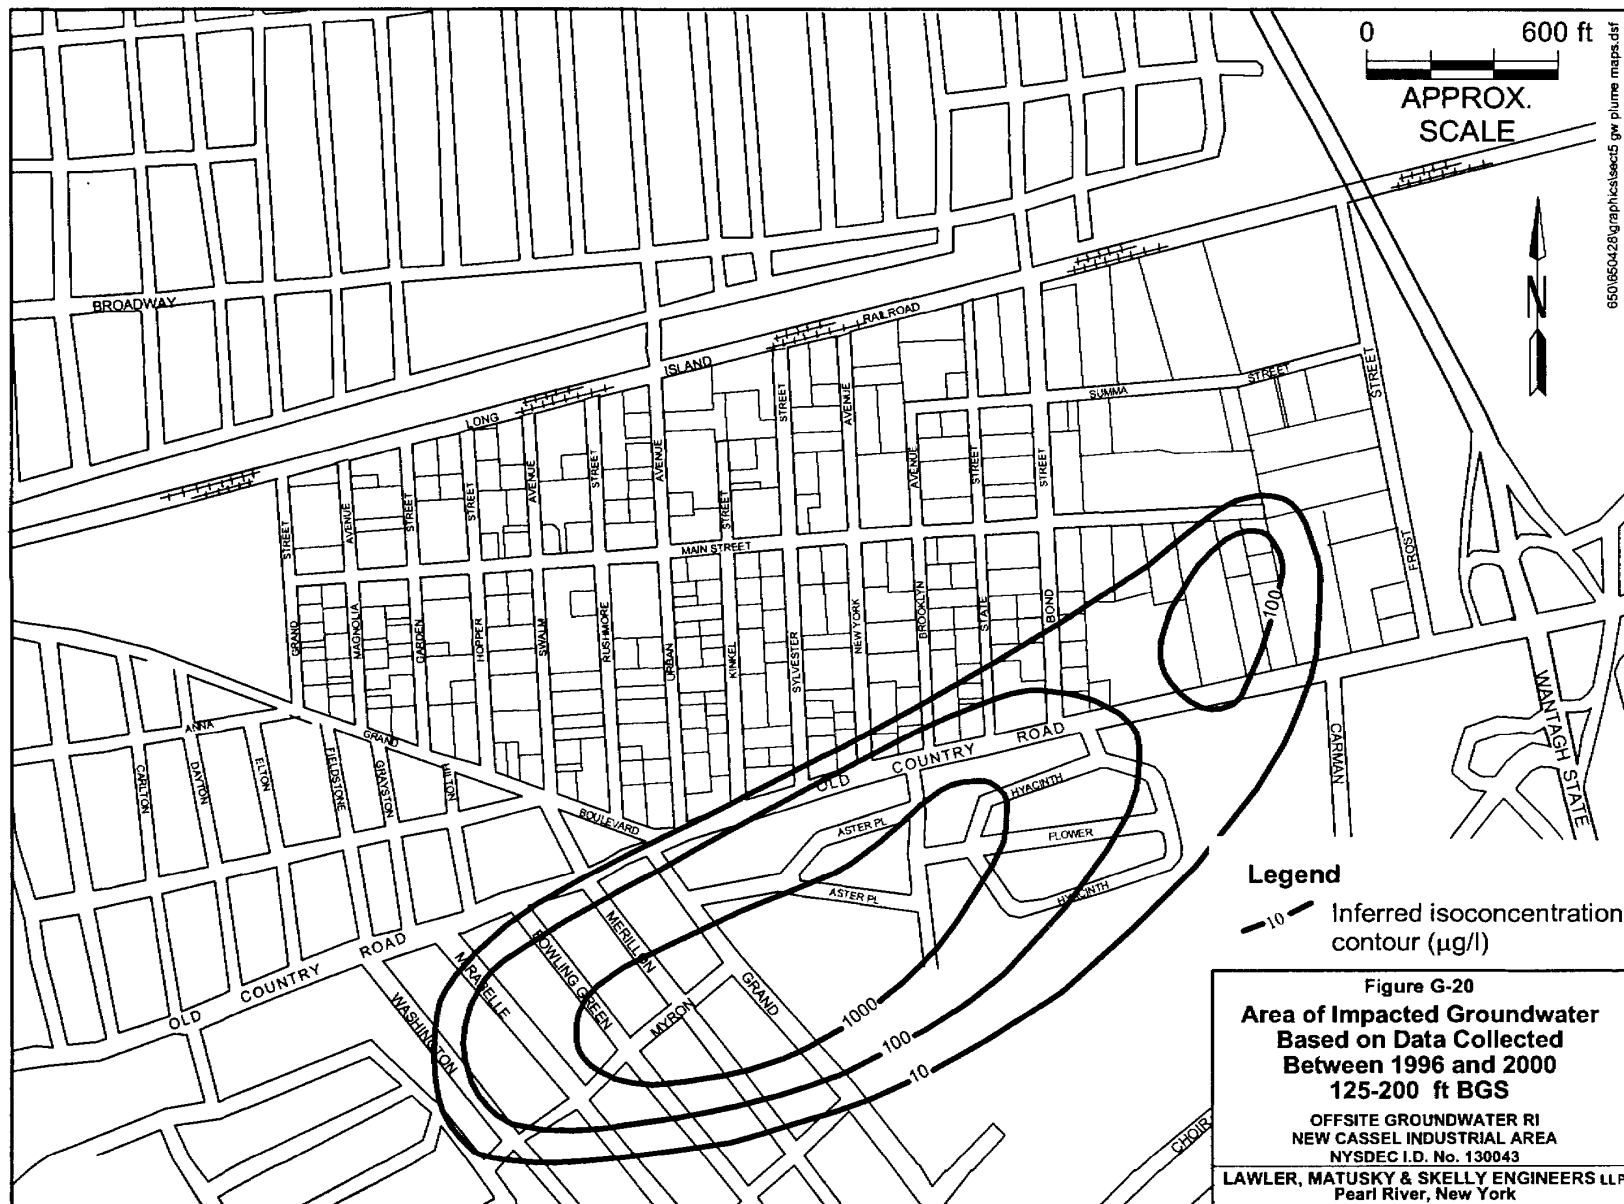 0 600 ft
APPROX.
SCALE
650\650428\graphics\sect5 gw plume maps.dsf
N
BROADWAY
LONG
ISLAND
RAILROAD
SUMMA
STREET
STREET
FROST
STREET
AVENUE
STREET
STREET
AVENUE
STREET
AVENUE
STREET
STREET
AVENUE
AVENUE
STREET
STREET
MAIN STREET
GRAND
MAGNOLIA
GARDEN
HOPPER
SWALM
RUSHMORE
URBAN
KINKEL
SYLVESTER
NEW YORK
BROOKLYN
STATE
BOND
100
ANNA
GRAND
BOULEVARD
CARLTON
DAYTON
ELTON
FIELDSTONE
GRAYSTON
HILTON
OLD COUNTRY ROAD
CARMAN
WANTAGH STATE
HYACINTH
ASTER PL
FLOWER
ASTER PL
HYACINTH
OLD COUNTRY ROAD
WASHINGTON
MIRABELLE
BOWLING GREEN
MERILLON
MYRON
GRAND
1000
100
10
CHOIR
Legend
10 Inferred isoconcentration
contour (µg/l)
Figure G-20
Area of Impacted Groundwater
Based on Data Collected
Between 1996 and 2000
125-200 ft BGS
OFFSITE GROUNDWATER RI
NEW CASSEL INDUSTRIAL AREA
NYSDEC I.D. No. 130043
LAWLER, MATUSKY & SKELLY ENGINEERS LLP
Pearl River, New York